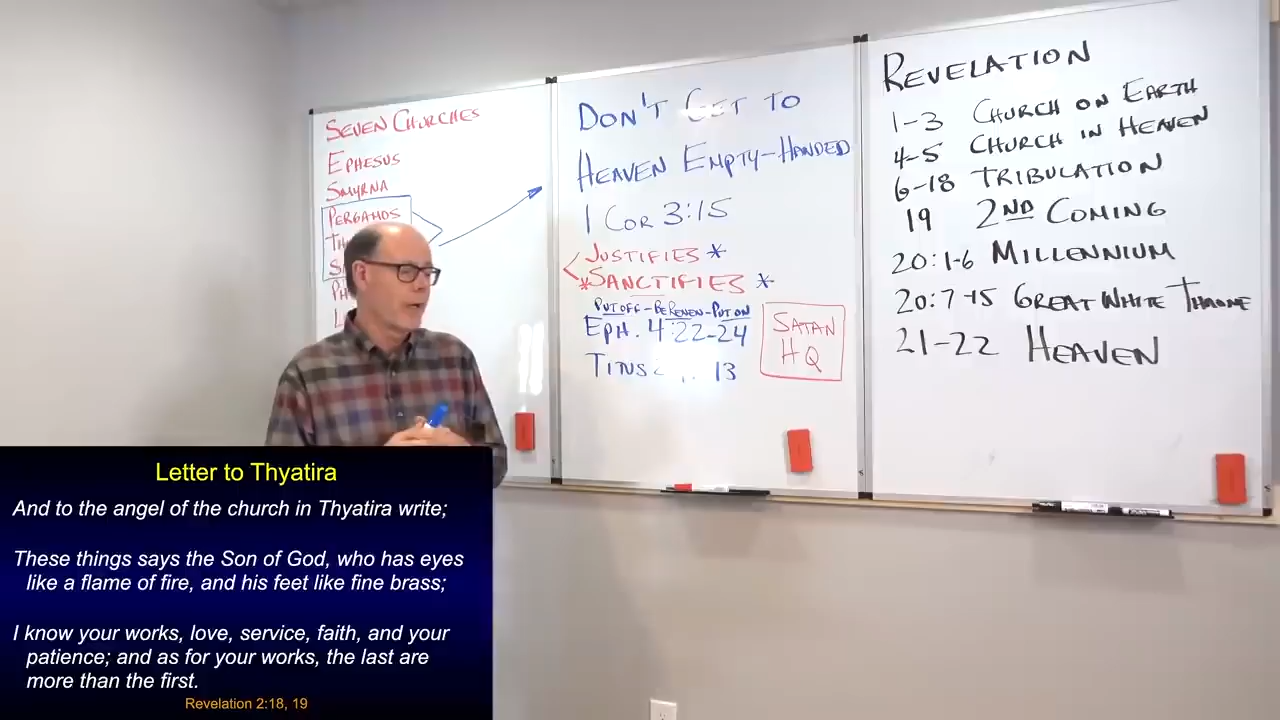 SEVEN CHURCHES
EPHESUS
SMYRNA
PERGAMOS
DON'T GET TO
HEAVEN EMPTY-HANDED
1 COR 3:15
JUSTIFIES *
*SANCTIFIES *
PUT OFF-BE RENEW-PUT ON
EPH. 4:22-24
TITUS 13
SATAN
HQ
REVELATION
1-3 CHURCH ON EARTH
4-5 CHURCH IN HEAVEN
6-18 TRIBULATION
19 2ND COMING
20:1-6 MILLENNIUM
20:7-15 GREAT WHITE THRONE
21-22 HEAVEN
Letter to Thyatira
And to the angel of the church in Thyatira write;
These things says the Son of God, who has eyes
like a flame of fire, and his feet like fine brass;
I know your works, love, service, faith, and your
patience; and as for your works, the last are
more than the first.
Revelation 2:18, 19